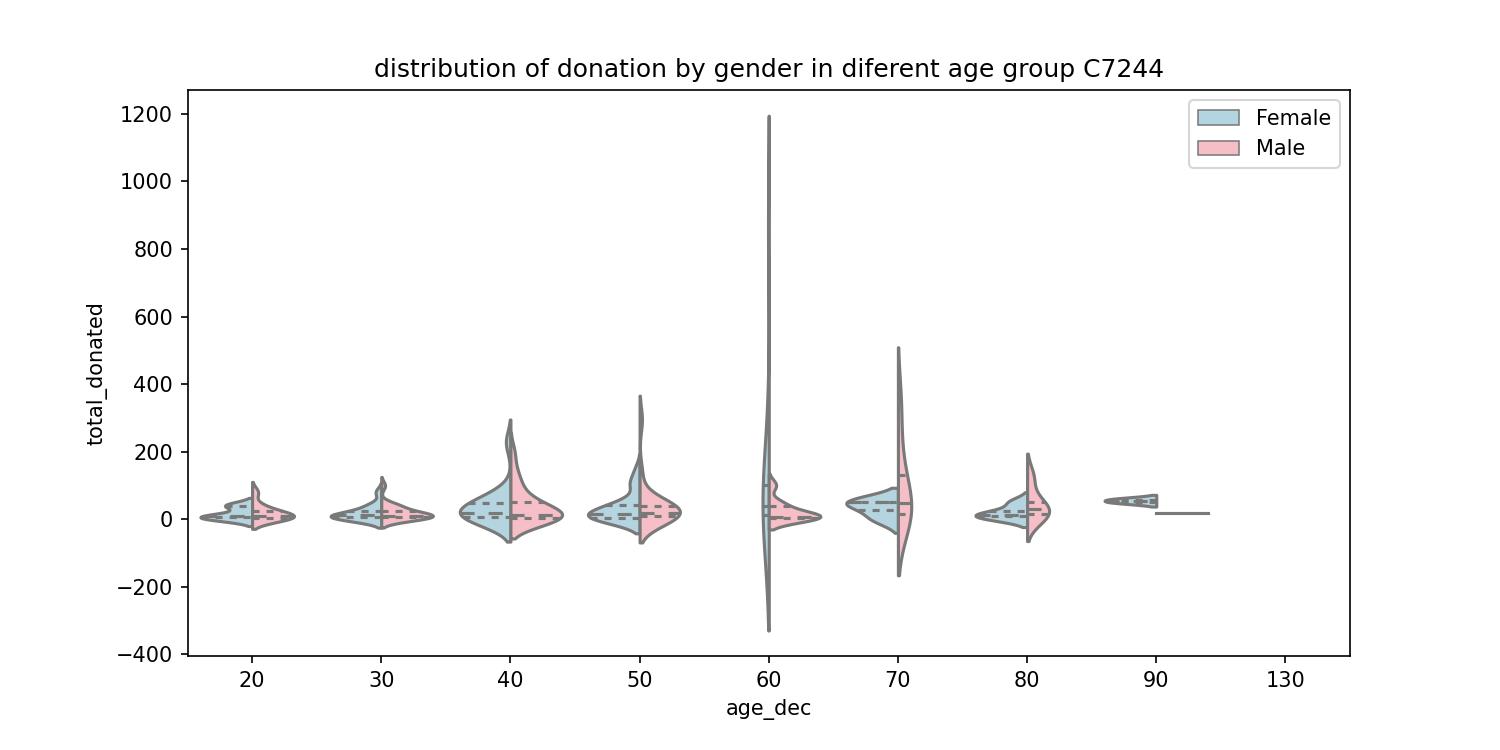 distribution of donation by gender in diferent age group C7244
Female
Male
1200
1000
800
600
400
200
0
−200
−400
total_donated
20 30 40 50 60 70 80 90 130
age_dec